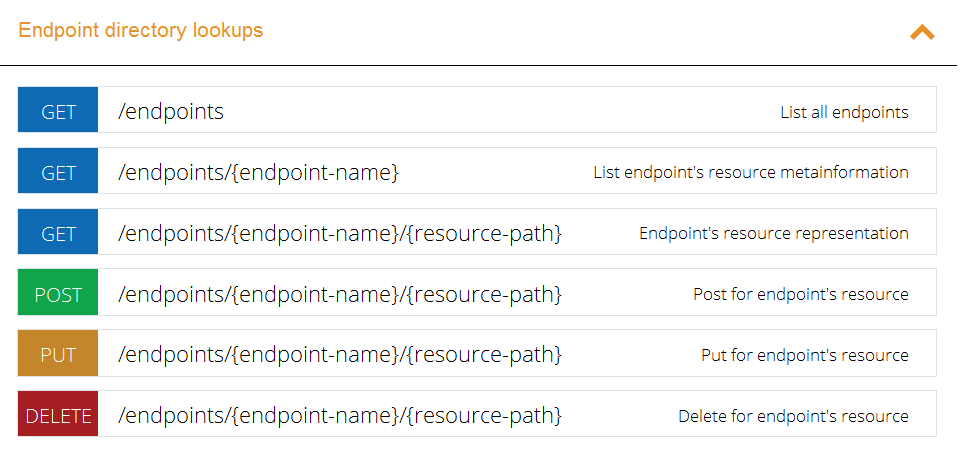 Endpoint directory lookups
GET /endpoints List all endpoints
GET /endpoints/{endpoint-name} List endpoint's resource metainformation
GET /endpoints/{endpoint-name}/{resource-path} Endpoint's resource representation
POST /endpoints/{endpoint-name}/{resource-path} Post for endpoint's resource
PUT /endpoints/{endpoint-name}/{resource-path} Put for endpoint's resource
DELETE /endpoints/{endpoint-name}/{resource-path} Delete for endpoint's resource